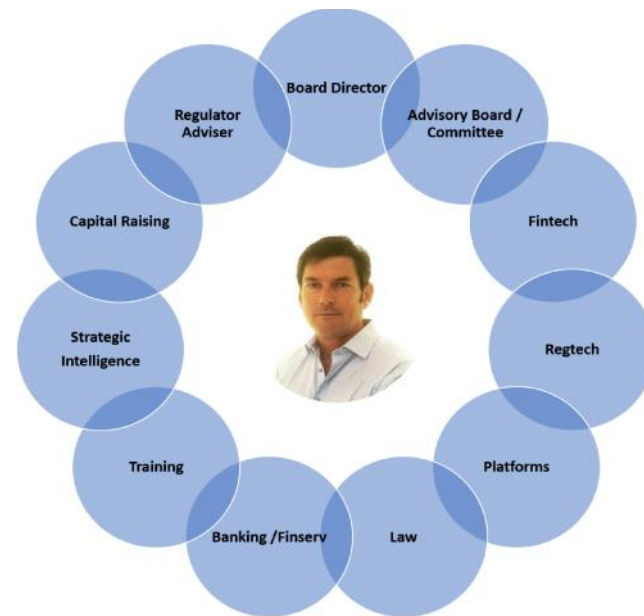 Board Director
Advisory Board /
Committee
Fintech
Regtech
Platforms
Law
Banking /Finserv
Training
Strategic
Intelligence
Capital Raising
Regulator
Adviser